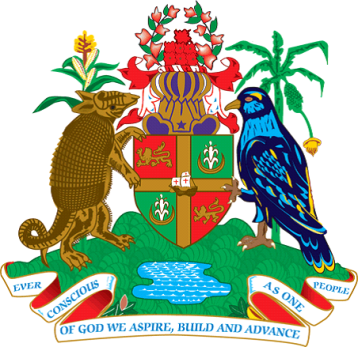 EVER
CONSCIOUS
OF GOD WE ASPIRE, BUILD AND ADVANCE
AS ONE
PEOPLE